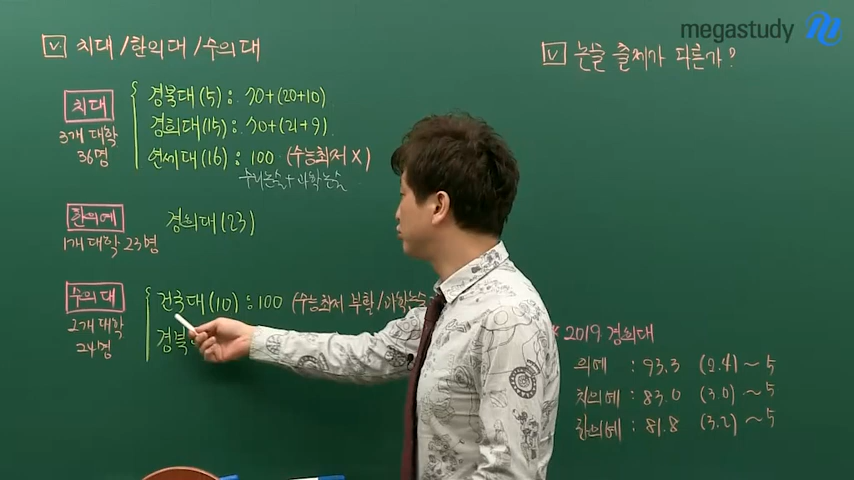 megastudy
V 치대/한의대/수의대
치대
3개 대학
36명
경북대(5): 70+(20+10)
경희대(15): 70+(21+9)
연세대(16): 100 (수능최저 X)
수리논술+과학논술
한의예
1개 대학 23명
경희대(23)
수의대
2개 대학
24명
건국대(10): 100 (수능최저 부활/과학논술
경북
V 논술 출제가 다른가?
* 2019 경희대
의예 : 93.3 (2.4)~5
치의예 : 83.0 (3.0)~5
한의예 : 81.8 (3.2)~5